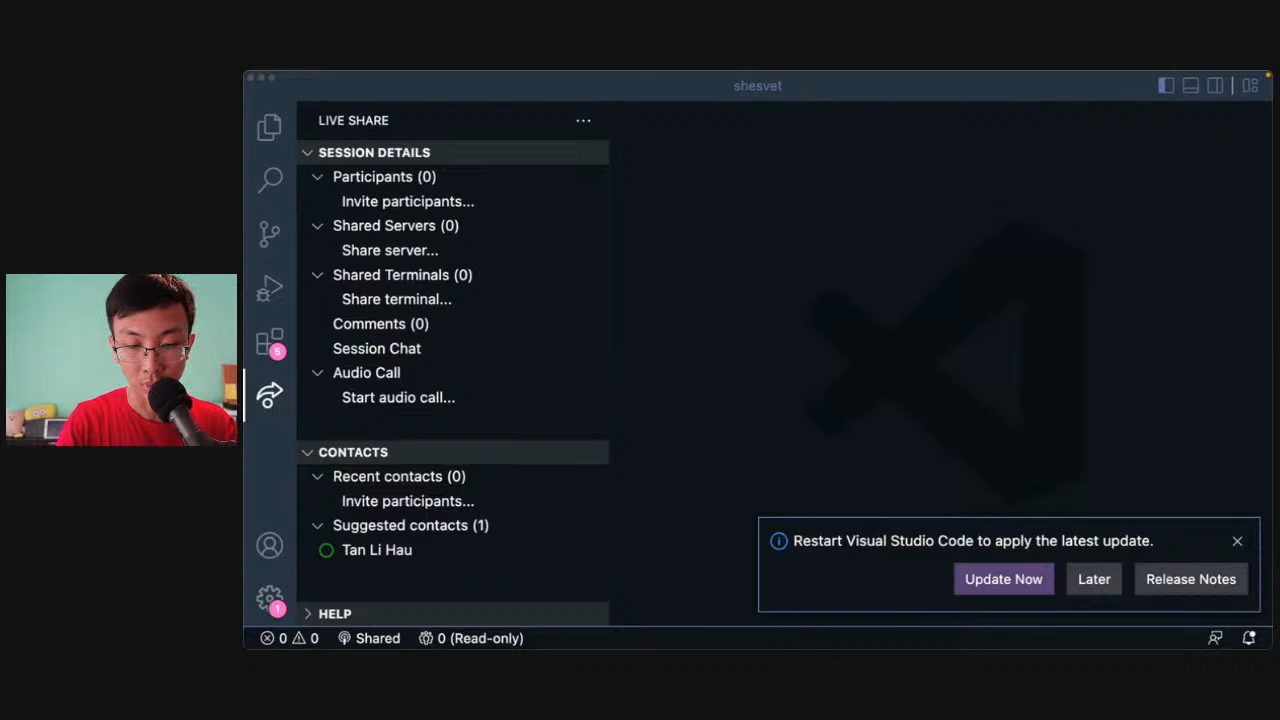 shesvet
LIVE SHARE
SESSION DETAILS
Participants (0)
Invite participants...
Shared Servers (0)
Share server...
Shared Terminals (0)
Share terminal...
Comments (0)
Session Chat
5
Audio Call
Start audio call...
CONTACTS
Recent contacts (0)
Invite participants...
Suggested contacts (1)
Tan Li Hau
Restart Visual Studio Code to apply the latest update.
Update Now
Later
Release Notes
1
HELP
0 0 Shared 0 (Read-only)